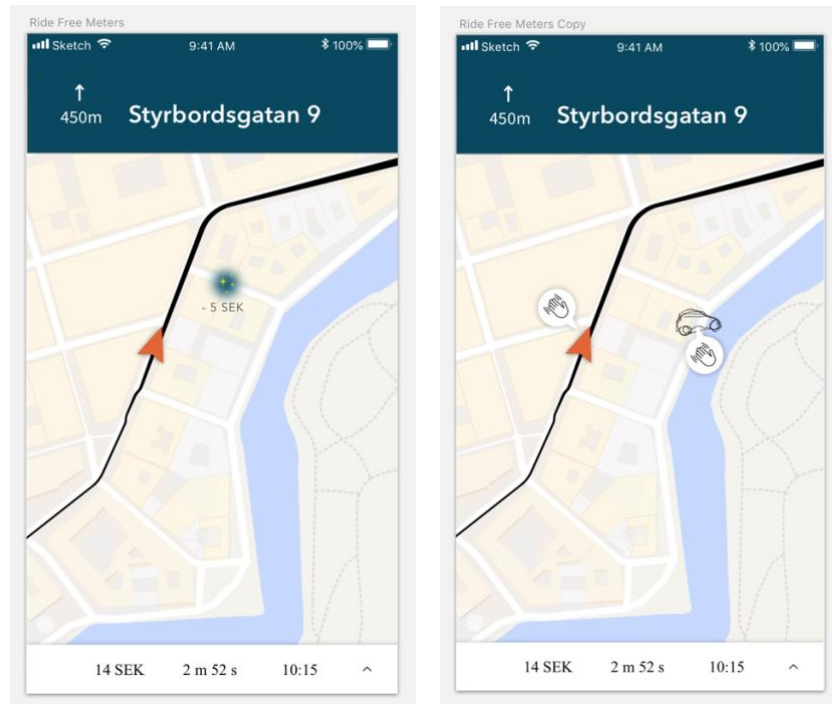 Ride Free Meters
Sketch 9:41 AM 100%
450m Styrbordsgatan 9
- 5 SEK
14 SEK 2 m 52 s 10:15
Ride Free Meters Copy
Sketch 9:41 AM 100%
450m Styrbordsgatan 9
14 SEK 2 m 52 s 10:15